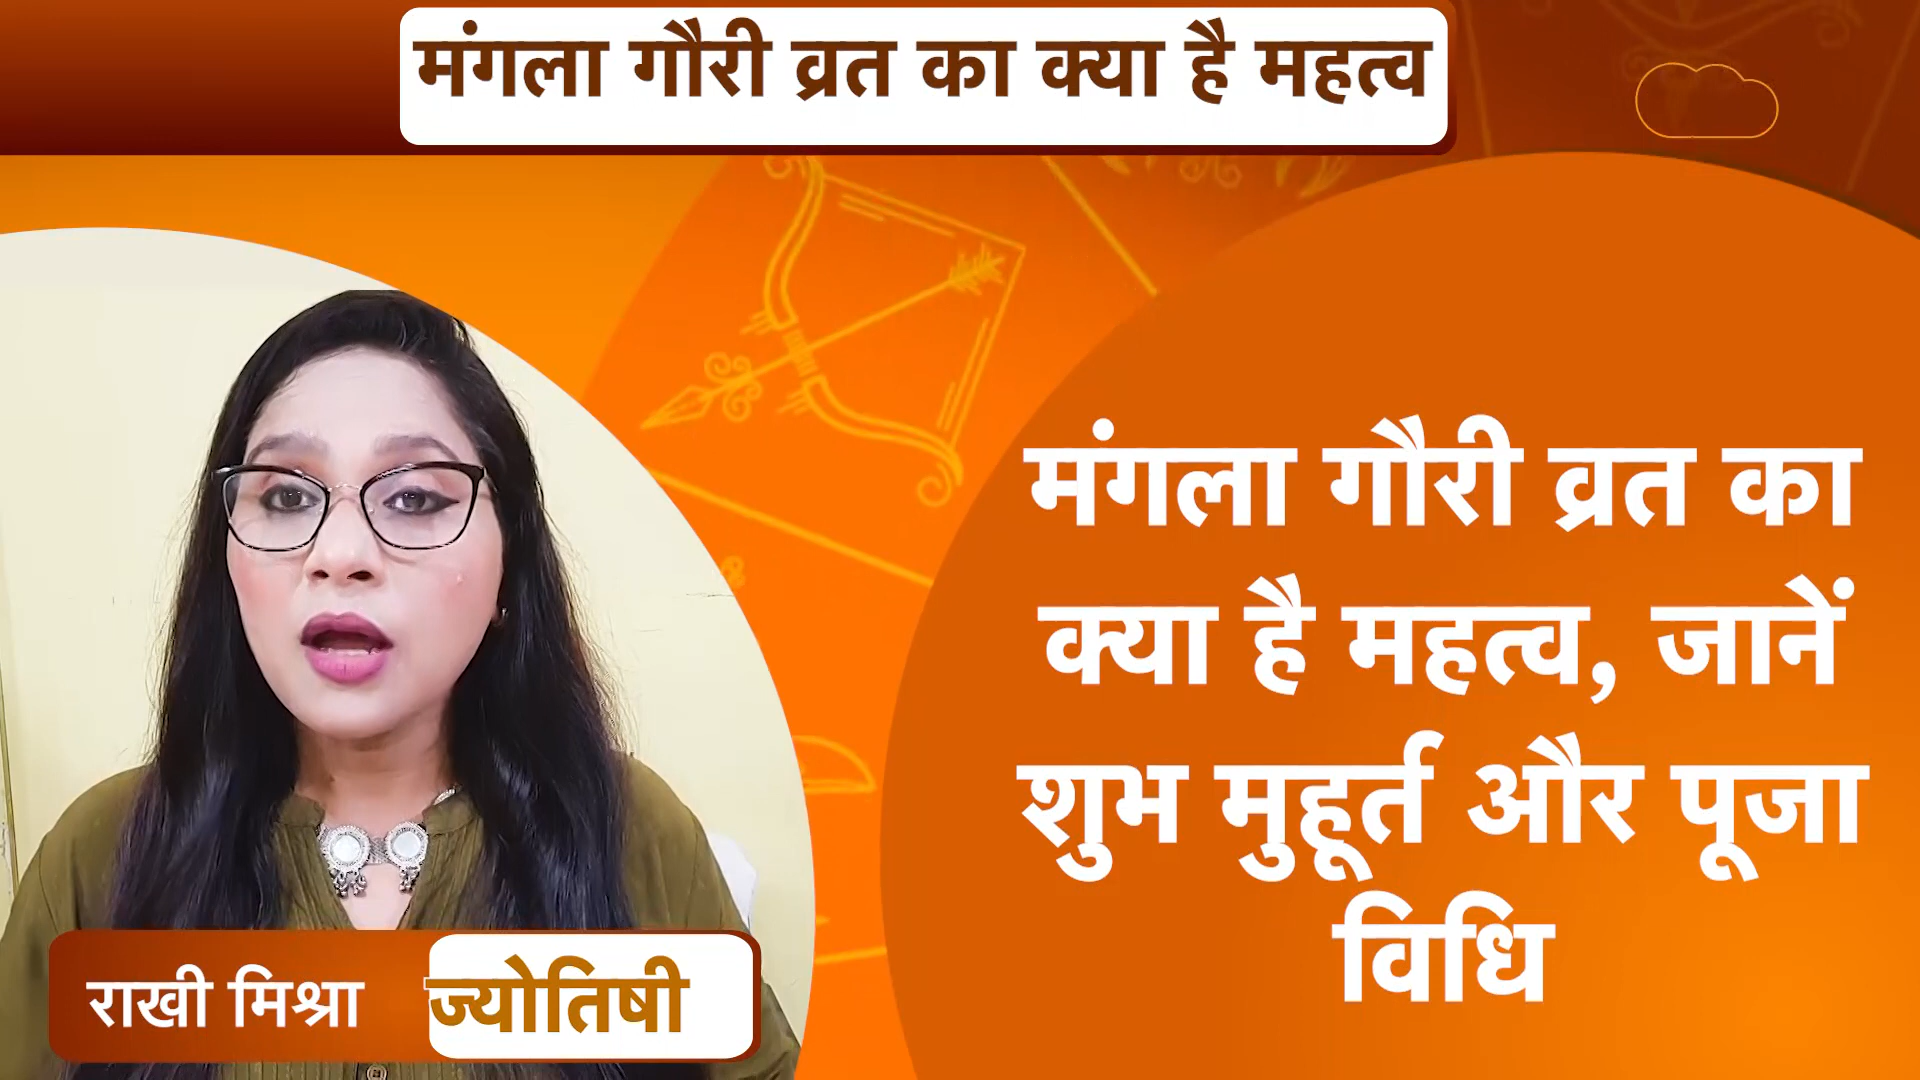 मंगला गौरी व्रत का क्या है महत्व
मंगला गौरी व्रत का
क्या है महत्व, जानें
शुभ मुहूर्त और पूजा
विधि
राखी मिश्रा ज्योतिषी